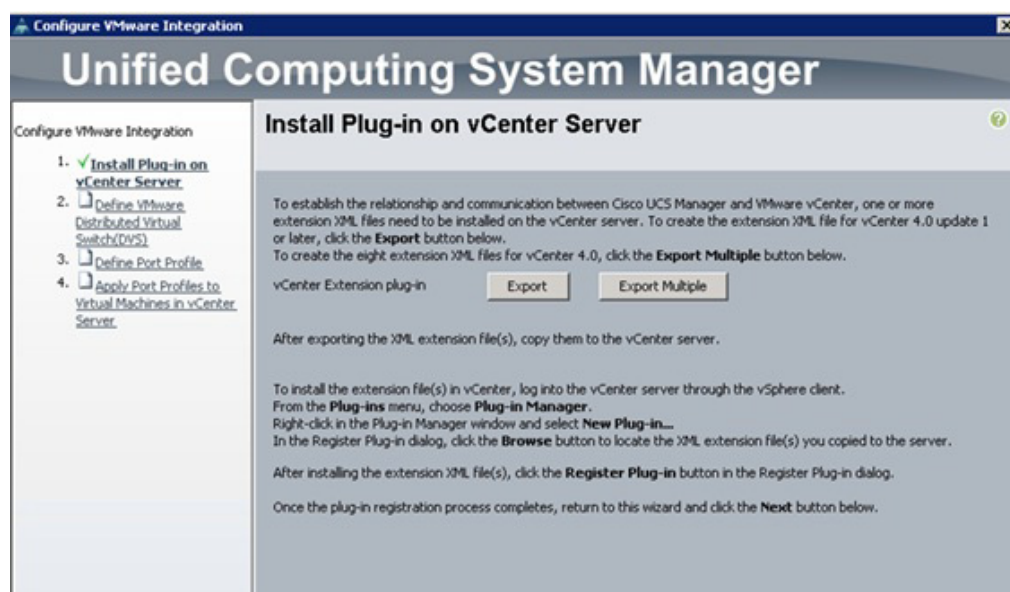 Configure VMware Integration
Unified Computing System Manager
Configure VMware Integration
1. Install Plug-in on
vCenter Server
2. Define VMware
Distributed Virtual
Switch(DVS)
3. Define Port Profile
4. Apply Port Profiles to
Virtual Machines in vCenter
Server
Install Plug-in on vCenter Server
To establish the relationship and communication between Cisco UCS Manager and VMware vCenter, one or more
extension XML files need to be installed on the vCenter server. To create the extension XML file for vCenter 4.0 update 1
or later, click the Export button below.
To create the eight extension XML files for vCenter 4.0, click the Export Multiple button below.
vCenter Extension plug-in Export Export Multiple
After exporting the XML extension file(s), copy them to the vCenter server.
To install the extension file(s) in vCenter, log into the vCenter server through the vSphere client.
From the Plug-ins menu, choose Plug-in Manager.
Right-click in the Plug-in Manager window and select New Plug-in...
In the Register Plug-in dialog, click the Browse button to locate the XML extension file(s) you copied to the server.
After installing the extension XML file(s), click the Register Plug-in button in the Register Plug-in dialog.
Once the plug-in registration process completes, return to this wizard and click the Next button below.